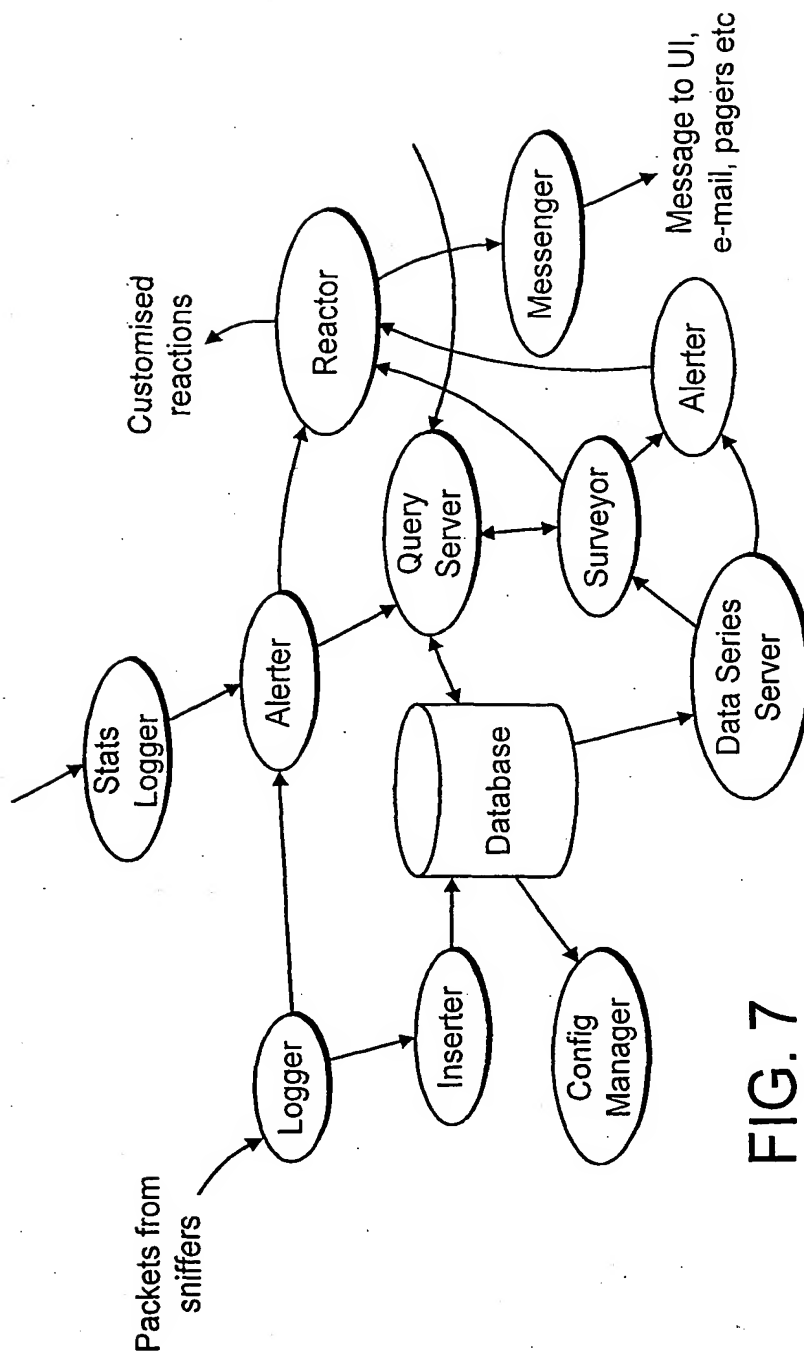 Packets from
sniffers
Logger
Stats
Logger
Alerter
Customised
reactions
Reactor
Inserter
Database
Query
Server
Messenger
Message to UI,
e-mail, pagers etc
Config
Manager
Surveyor
Alerter
Data Series
Server
FIG. 7